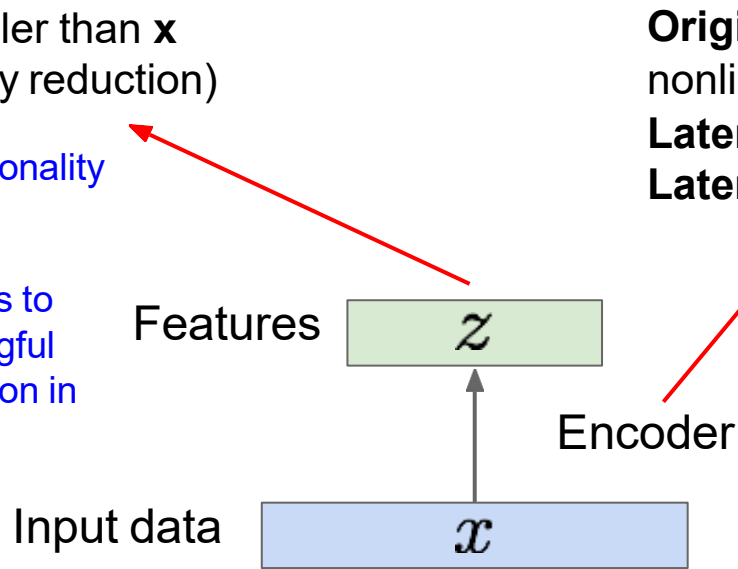 ler than x
y reduction)
onality
s to
gful
on in
Origi
nonli
Later
Later
Features
z
Encoder
Input data
x